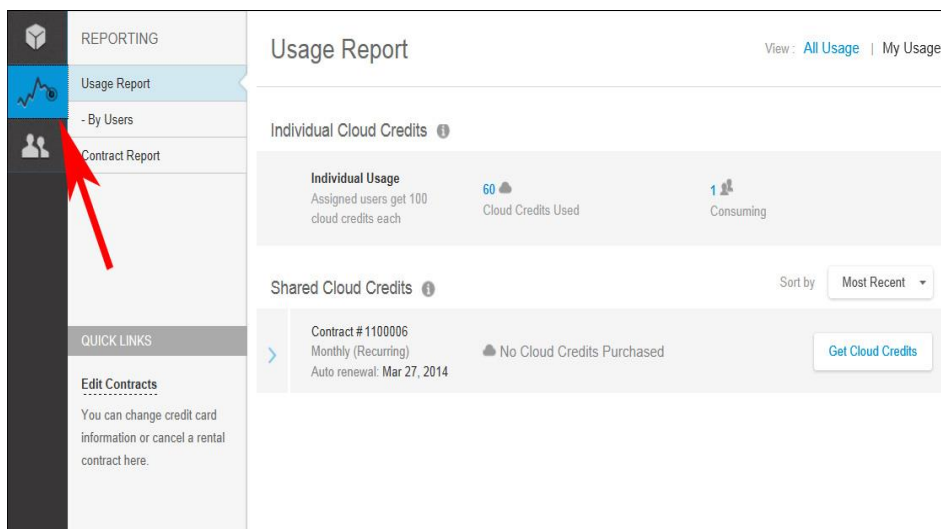 REPORTING
Usage Report
- By Users
Contract Report
QUICK LINKS
Edit Contracts
You can change credit card
information or cancel a rental
contract here.
Usage Report
View : All Usage | My Usage
Individual Cloud Credits
Individual Usage
Assigned users get 100
cloud credits each
60
Cloud Credits Used
1
Consuming
Shared Cloud Credits
Sort by Most Recent
Contract # 1100006
Monthly (Recurring)
Auto renewal: Mar 27, 2014
No Cloud Credits Purchased
Get Cloud Credits